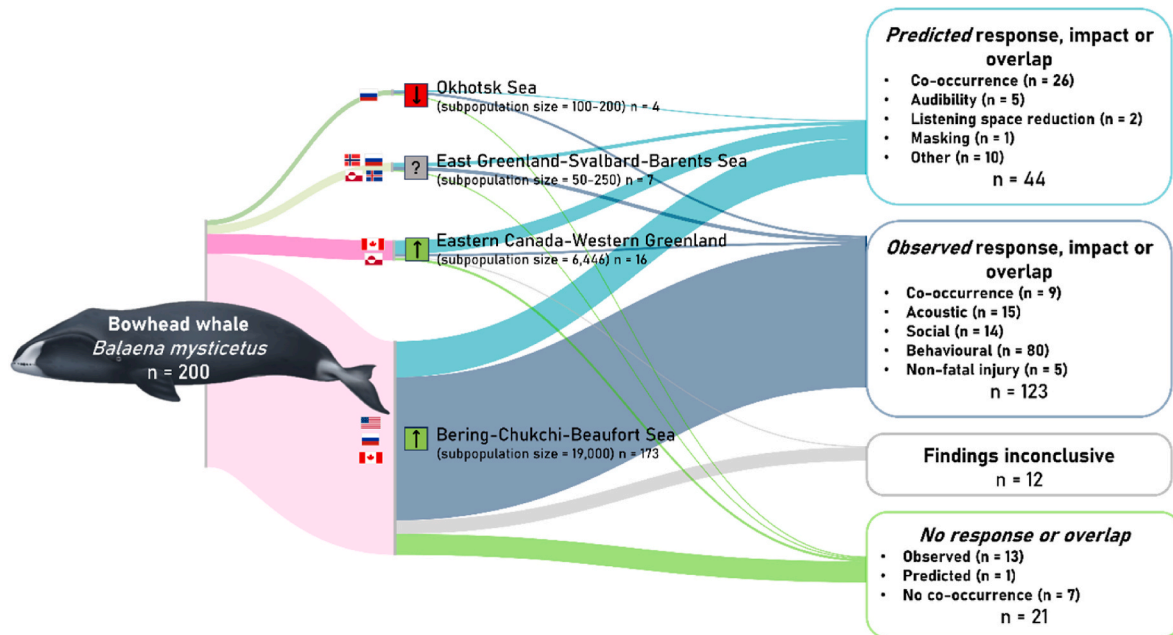 Bowhead whale
Balaena mysticetus
n = 200
↓
Okhotsk Sea
(subpopulation size = 100-200) n = 4
?
East Greenland-Svalbard-Barents Sea
(subpopulation size = 50-250) n = 7
↑
Eastern Canada-Western Greenland
(subpopulation size = 6,446) n = 16
↑
Bering-Chukchi-Beaufort Sea
(subpopulation size = 19,000) n = 173
Predicted response, impact or
overlap
• Co-occurrence (n = 26)
• Audibility (n = 5)
• Listening space reduction (n = 2)
• Masking (n = 1)
• Other (n = 10)
n = 44
Observed response, impact or
overlap
• Co-occurrence (n = 9)
• Acoustic (n = 15)
• Social (n = 14)
• Behavioural (n = 80)
• Non-fatal injury (n = 5)
n = 123
Findings inconclusive
n = 12
No response or overlap
• Observed (n = 13)
• Predicted (n = 1)
• No co-occurrence (n = 7)
n = 21